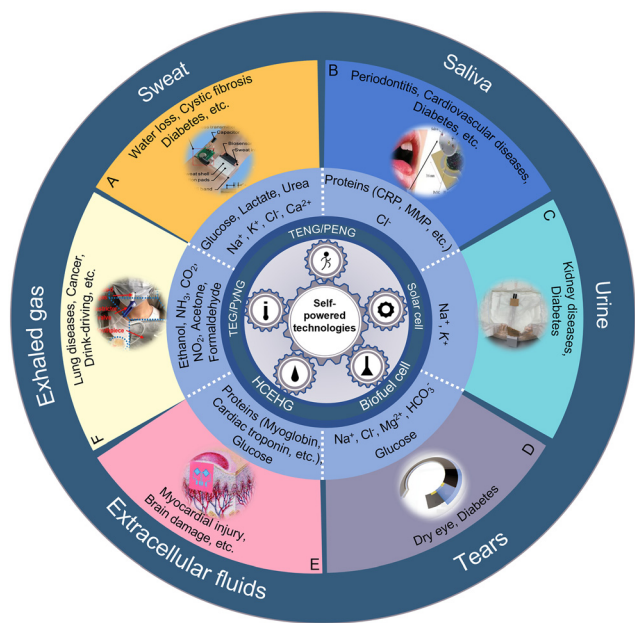 Sweat
A
Water loss, Cystic fibrosis
Diabetes, etc.
Glucose, Lactate, Urea
Na⁺, K⁺, Cl⁻, Ca²⁺
Saliva
B
Periodontitis, Cardiovascular diseases,
Diabetes, etc.
Proteins (CRP, MMP, etc.)
Cl⁻
Urine
C
Kidney diseases,
Diabetes
Na⁺, K⁺
Tears
D
Dry eye, Diabetes
Na⁺, Cl⁻, Mg²⁺, HCO₃⁻
Glucose
Extracellular fluids
E
Myocardial injury,
Brain damage, etc.
Proteins (Myoglobin,
Cardiac troponin, etc.)
Glucose
Exhaled gas
F
Lung diseases, Cancer,
Drink-driving, etc.
Ethanol, NH₃, CO₂,
NO₂, Acetone,
Formaldehyde
TENG/PENG
Solar cell
Biofuel cell
HCEHG
TEG/PyNG
Self-
powered
technologies